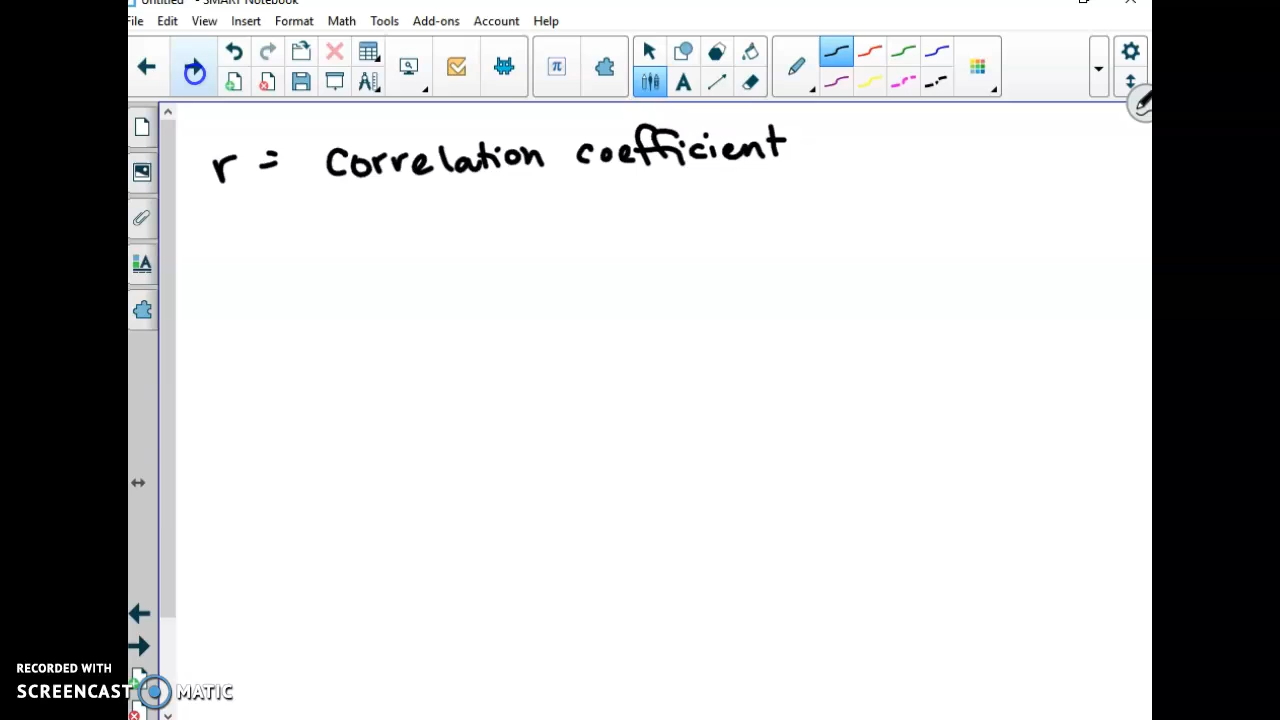 Untitled * - SMART Notebook
File Edit View Insert Format Math Tools Add-ons Account Help
r = correlation coefficient
RECORDED WITH
SCREENCAST MATIC